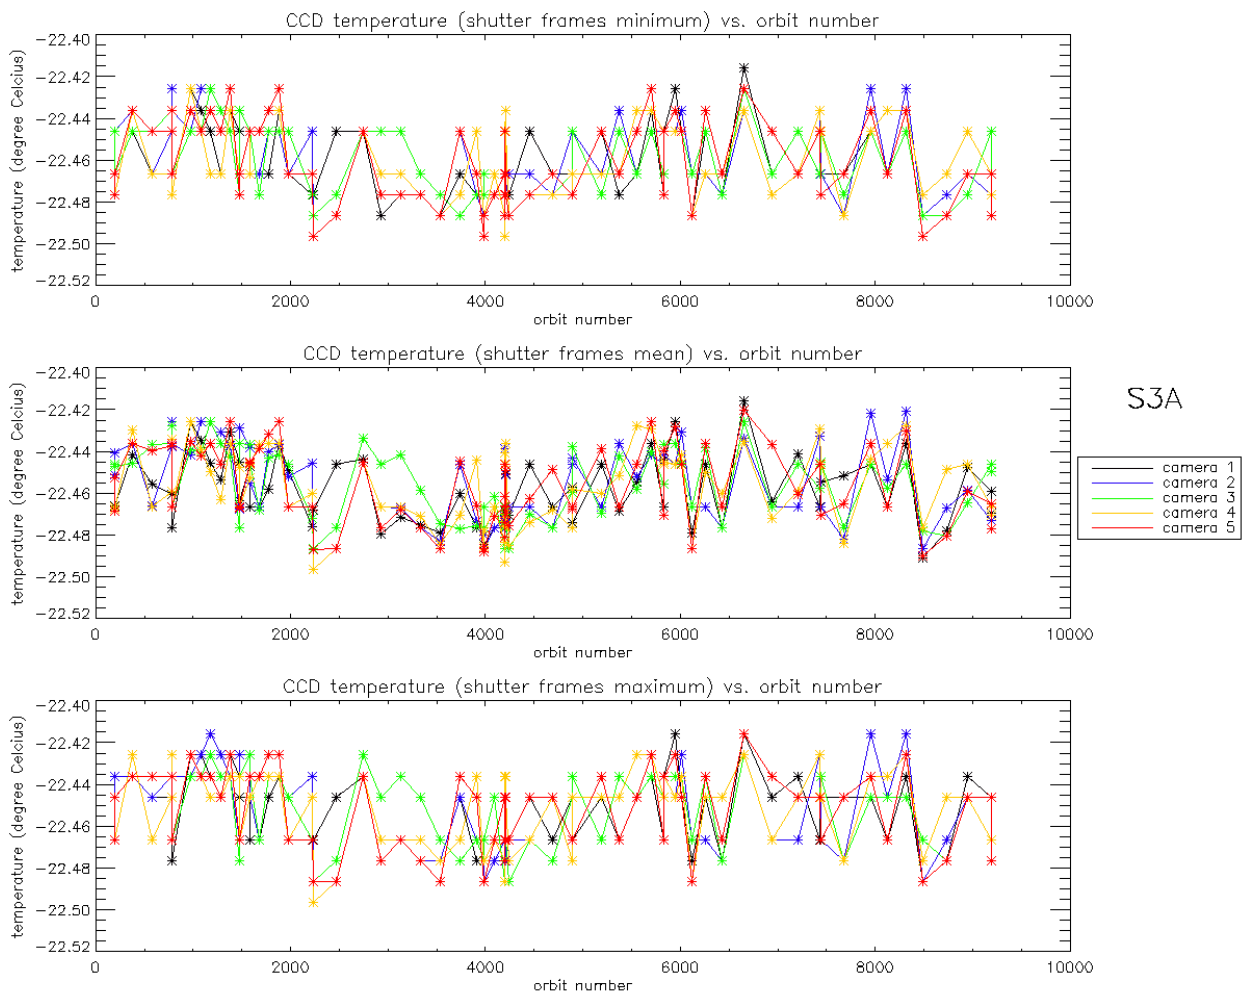 CCD temperature (shutter frames minimum) vs. orbit number
temperature (degree Celcius)
-22.40
-22.42
-22.44
-22.46
-22.48
-22.50
-22.52
0 2000 4000 6000 8000 10000
orbit number
CCD temperature (shutter frames mean) vs. orbit number
temperature (degree Celcius)
-22.40
-22.42
-22.44
-22.46
-22.48
-22.50
-22.52
0 2000 4000 6000 8000 10000
orbit number
S3A
camera 1
camera 2
camera 3
camera 4
camera 5
CCD temperature (shutter frames maximum) vs. orbit number
temperature (degree Celcius)
-22.40
-22.42
-22.44
-22.46
-22.48
-22.50
-22.52
0 2000 4000 6000 8000 10000
orbit number